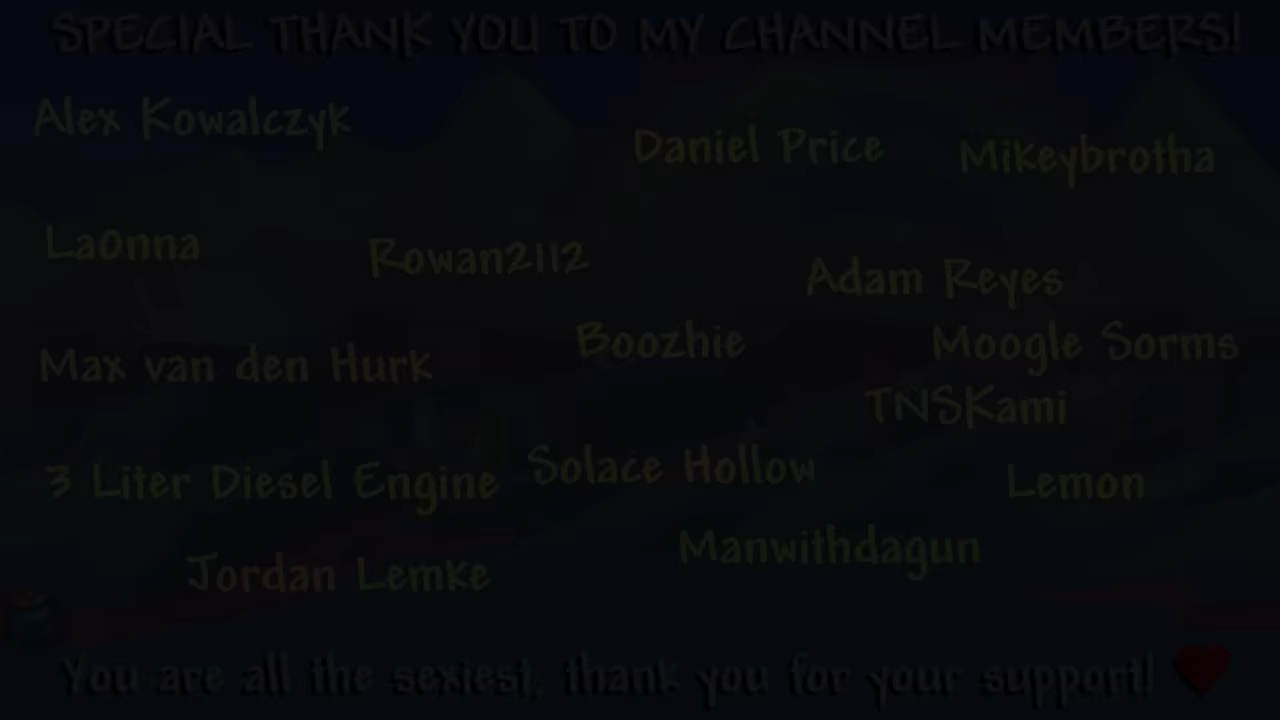 SPECIAL THANK YOU TO MY CHANNEL MEMBERS!
Alex Kowalczyk
Daniel Price
Mikeybrotha
LaOnna
Rowan2112
Adam Reyes
Max van den Hurk
Boozhie
Moogle Sorms
TNSKami
3 Liter Diesel Engine
Solace Hollow
Lemon
Jordan Lemke
Manwithdagun
You are all the sexiest, thank you for your support!